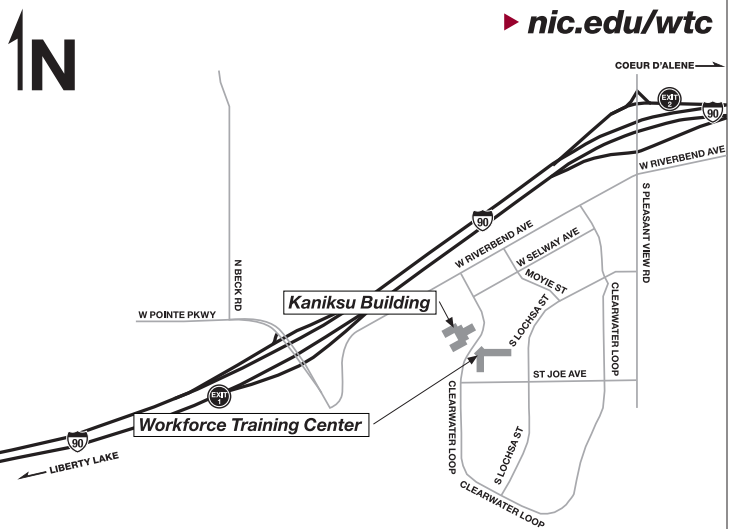 nic.edu/wtc
N
COEUR D'ALENE
EXIT 2
90
W RIVERBEND AVE
S PLEASANT VIEW RD
90
W RIVERBEND AVE
W SELWAY AVE
N BECK RD
MOYIE ST
CLEARWATER LOOP
Kaniksu Building
S LOCHSA ST
W POINTE PKWY
ST JOE AVE
EXIT 1
CLEARWATER LOOP
Workforce Training Center
90
S LOCHSA ST
LIBERTY LAKE
CLEARWATER LOOP